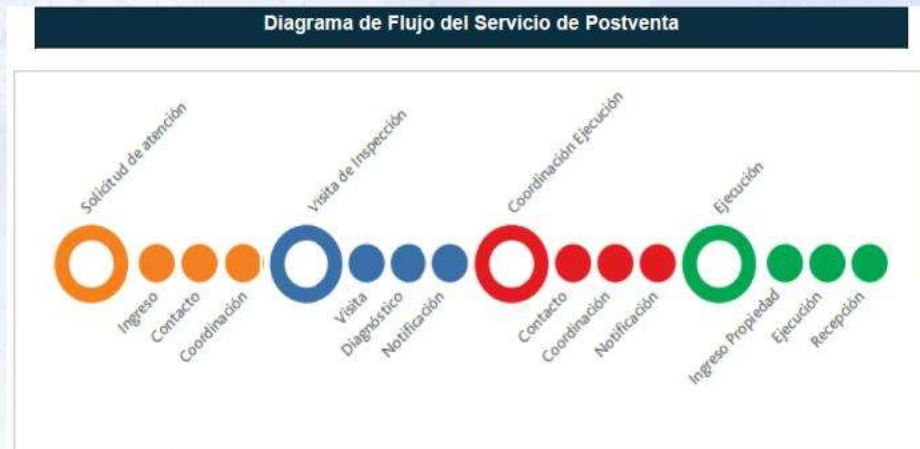 Diagrama de Flujo del Servicio de Postventa
Solicitud de atención
Visita de Inspección
Coordinación Ejecución
Ejecución
Ingreso
Contacto
Coordinación
Visita
Diagnóstico
Notificación
Contacto
Coordinación
Notificación
Ingreso Propiedad
Ejecución
Recepción